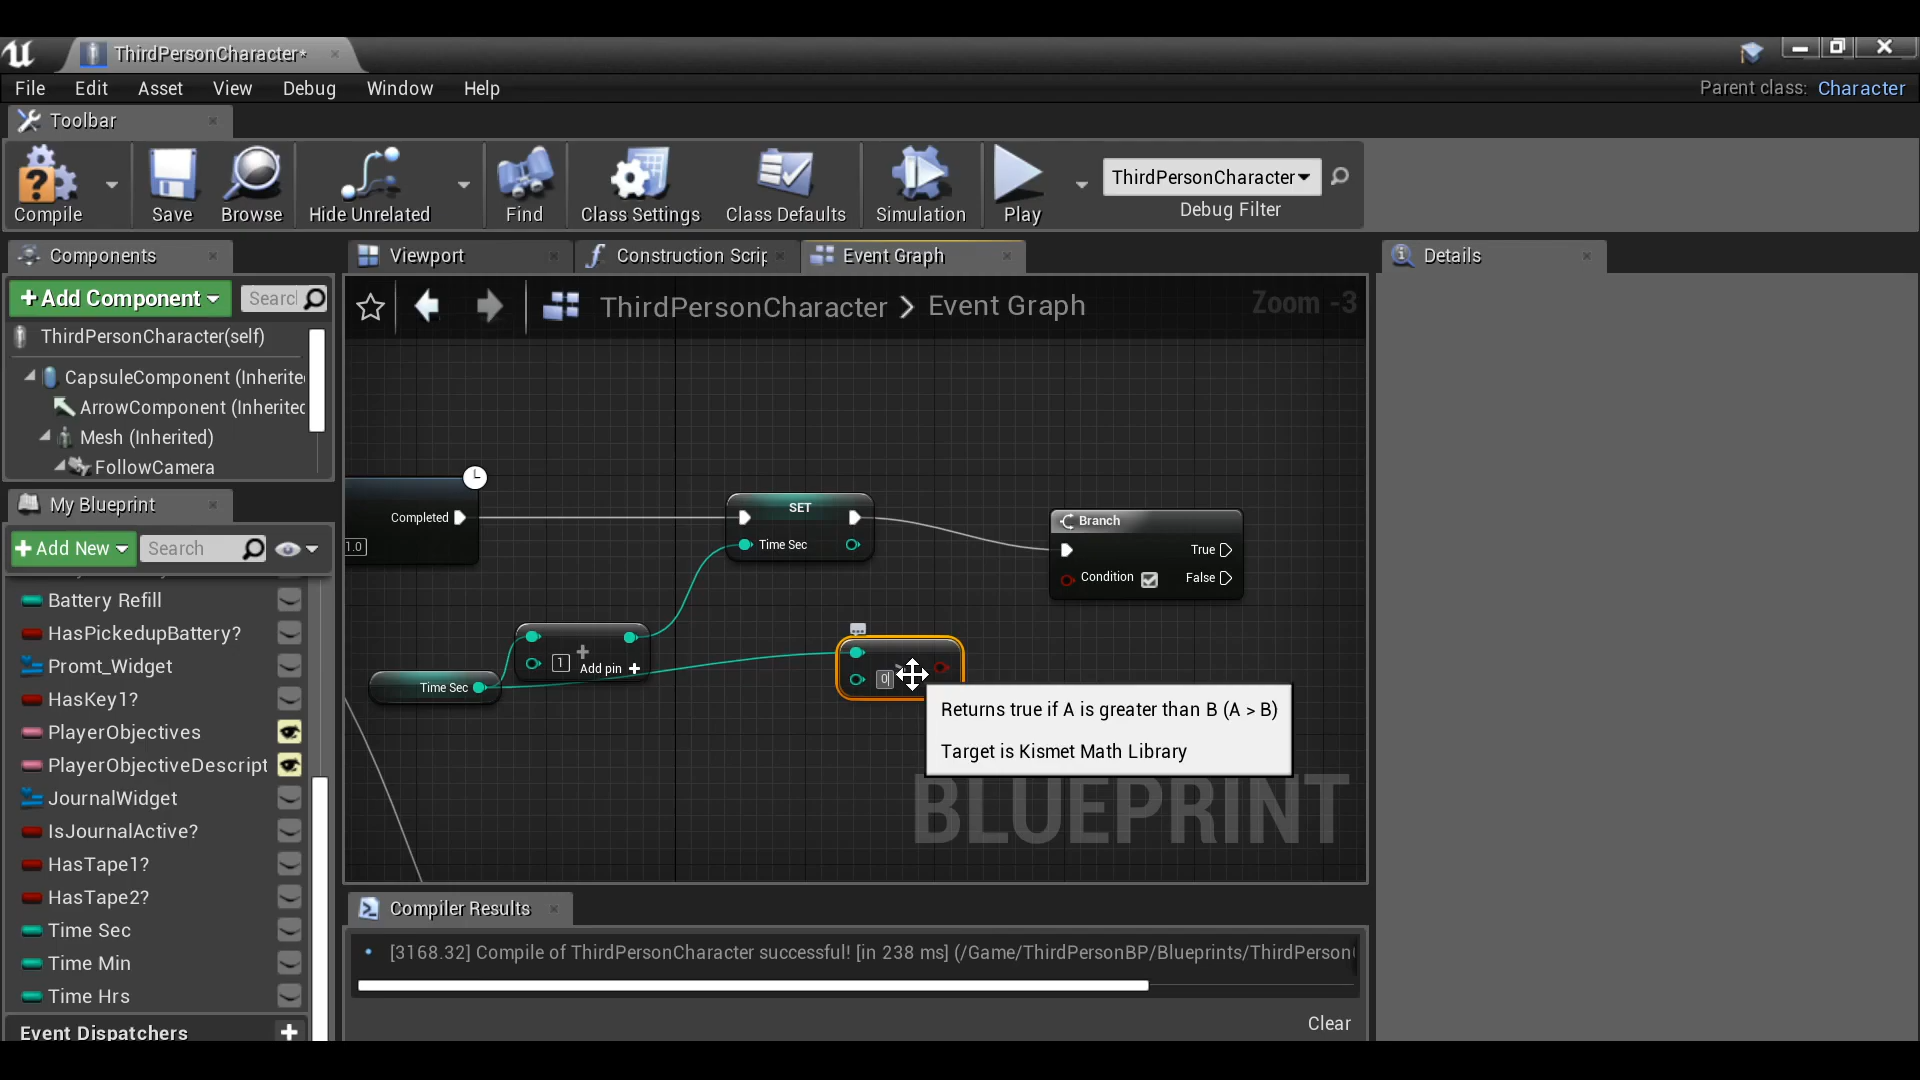 ThirdPersonCharacter*
File Edit Asset View Debug Window Help
Parent class: Character
Toolbar
Compile
Save
Browse
Hide Unrelated
Find
Class Settings
Class Defaults
Simulation
Play
ThirdPersonCharacter
Debug Filter
Components
Viewport
Construction Scrip
Event Graph
Details
+Add Component
Search
ThirdPersonCharacter > Event Graph
Zoom -3
ThirdPersonCharacter(self)
CapsuleComponent (Inherite
ArrowComponent (Inherited
Mesh (Inherited)
FollowCamera
My Blueprint
+Add New
Search
Battery Refill
HasPickedupBattery?
Promt_Widget
HasKey1?
PlayerObjectives
PlayerObjectiveDescript
JournalWidget
IsJournalActive?
HasTape1?
HasTape2?
Time Sec
Time Min
Time Hrs
Event Dispatchers
Completed
1.0
SET
Time Sec
Branch
True
Condition
False
1
+
Add pin +
Time Sec
0
Returns true if A is greater than B (A > B)
Target is Kismet Math Library
BLUEPRINT
Compiler Results
• [3168.32] Compile of ThirdPersonCharacter successful! [in 238 ms] (/Game/ThirdPersonBP/Blueprints/ThirdPerson
Clear